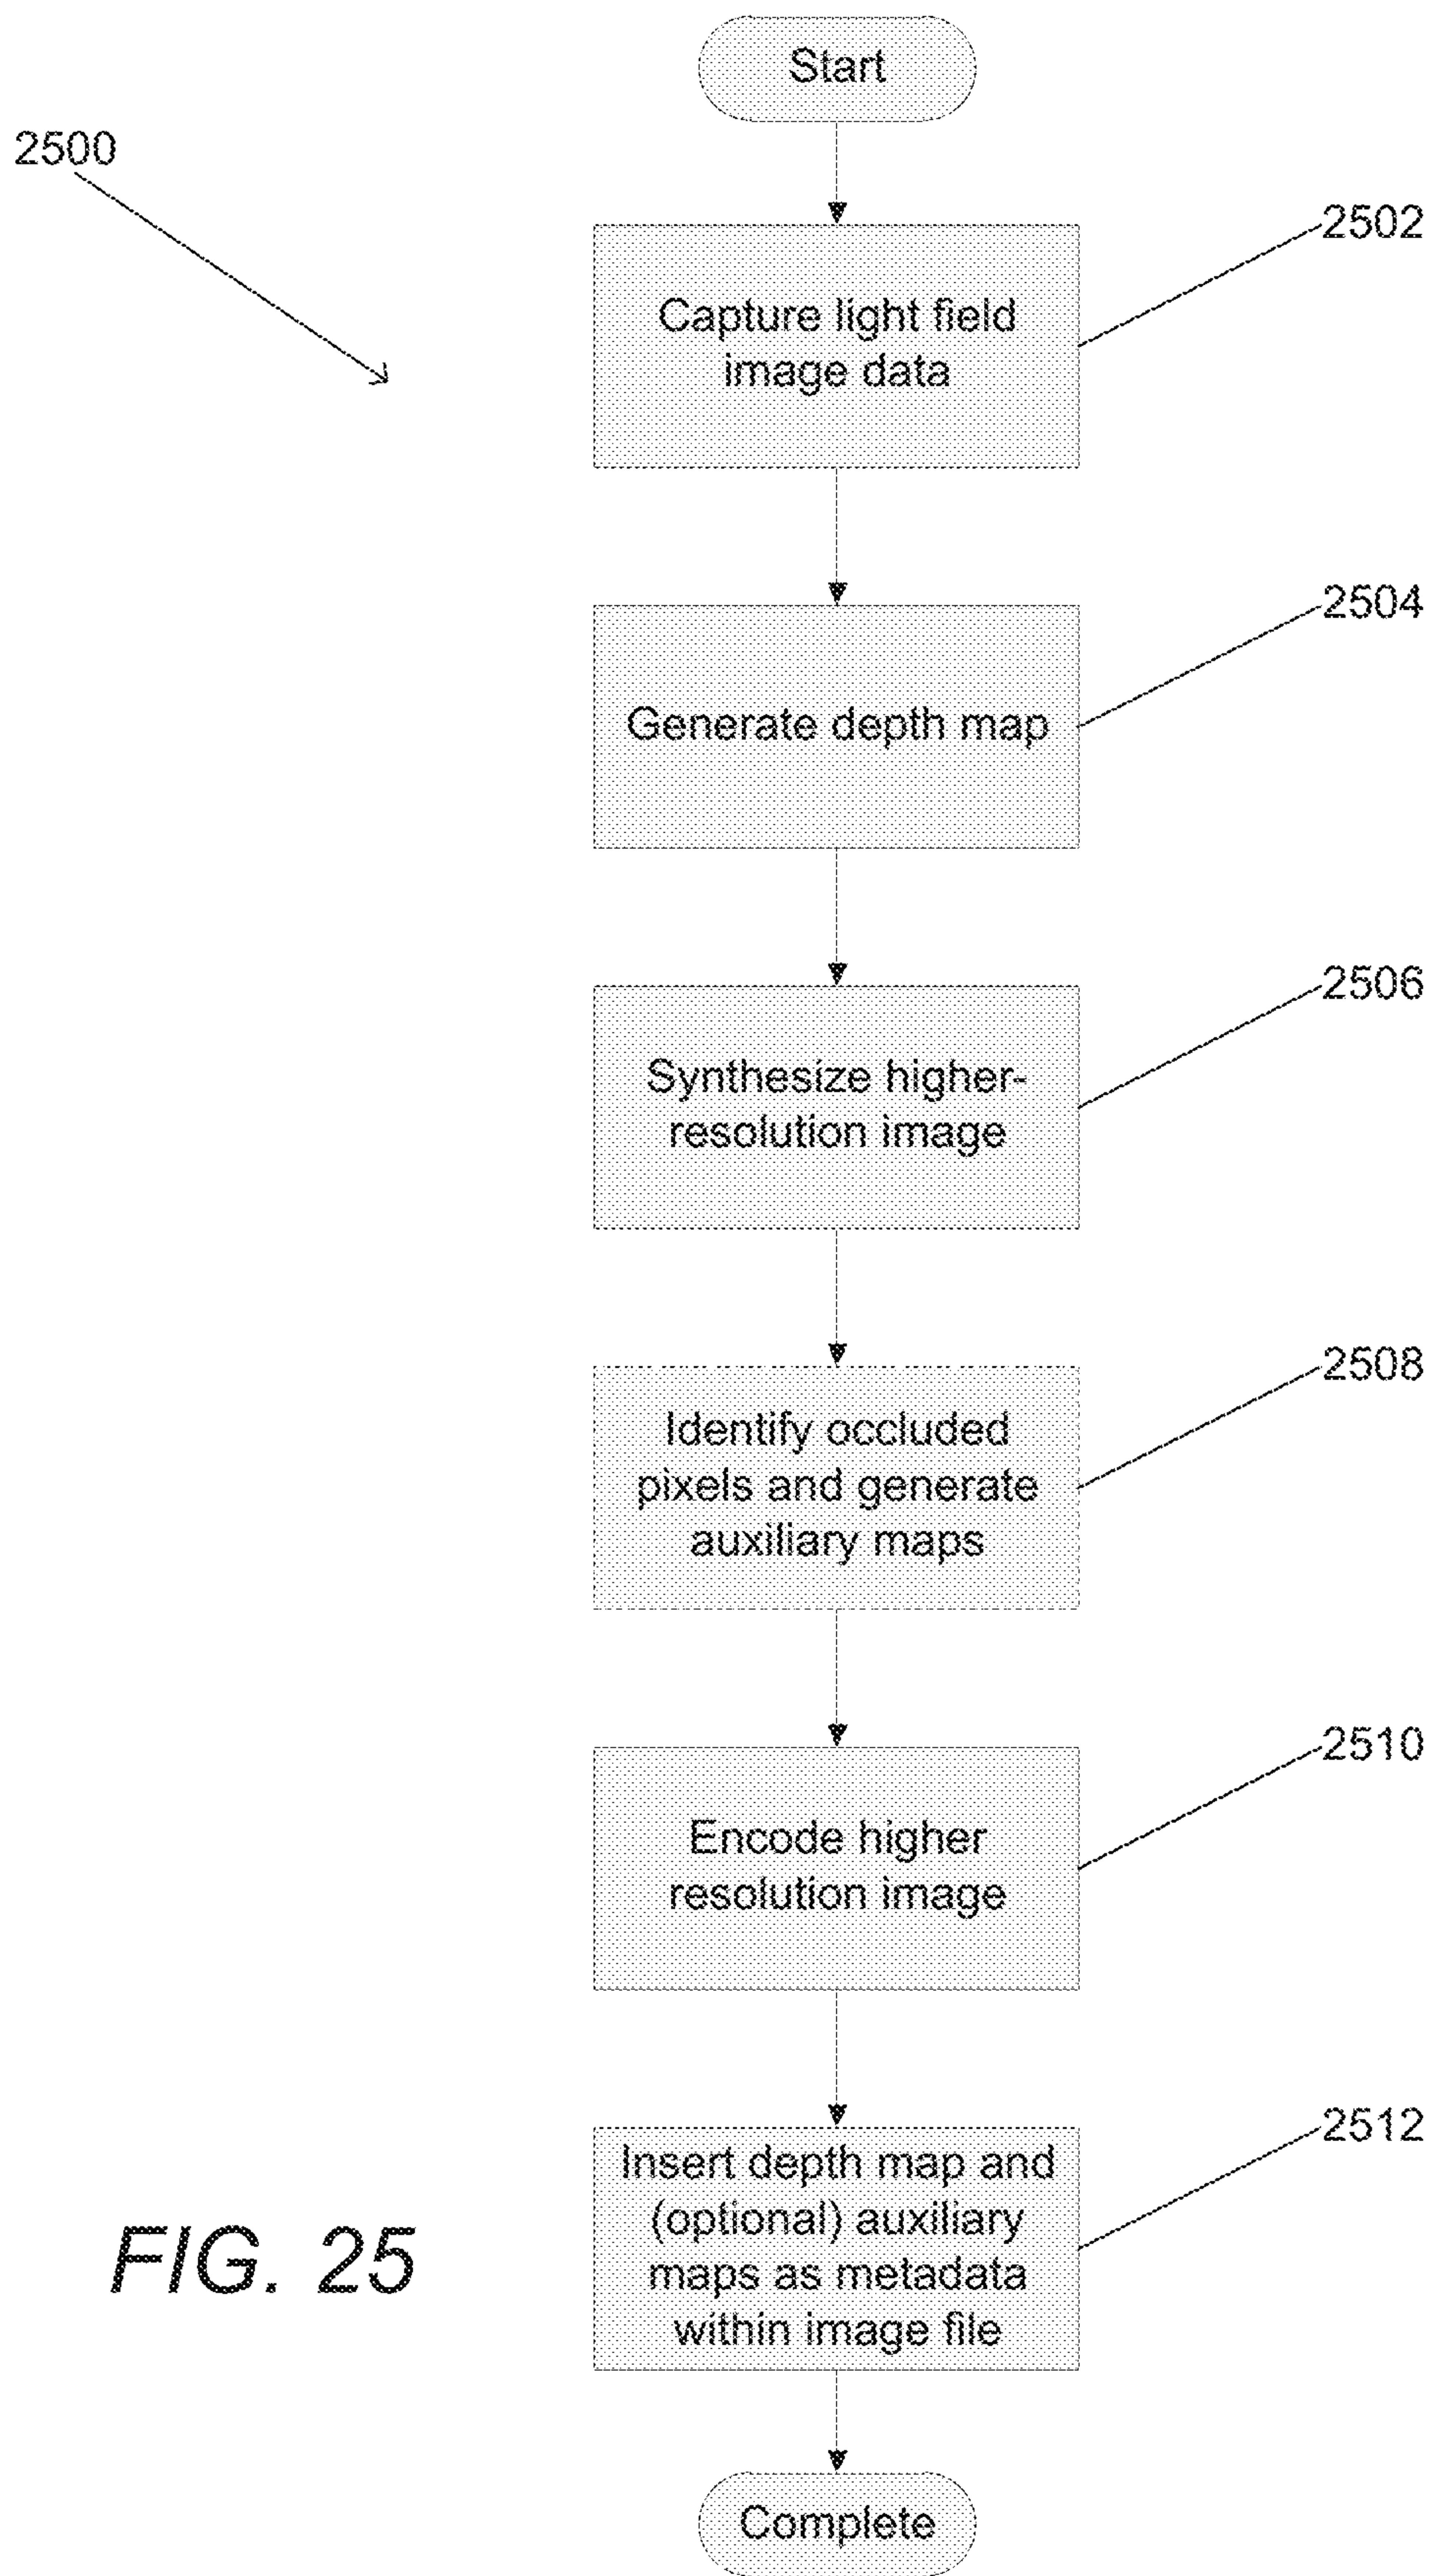 Start
2500
2502
Capture light field
image data
2504
Generate depth map
2506
Synthesize higher-
resolution image
2508
Identify occluded
pixels and generate
auxiliary maps
2510
Encode higher
resolution image
2512
Insert depth map and
(optional) auxiliary
maps as metadata
within image file
FIG. 25
Complete